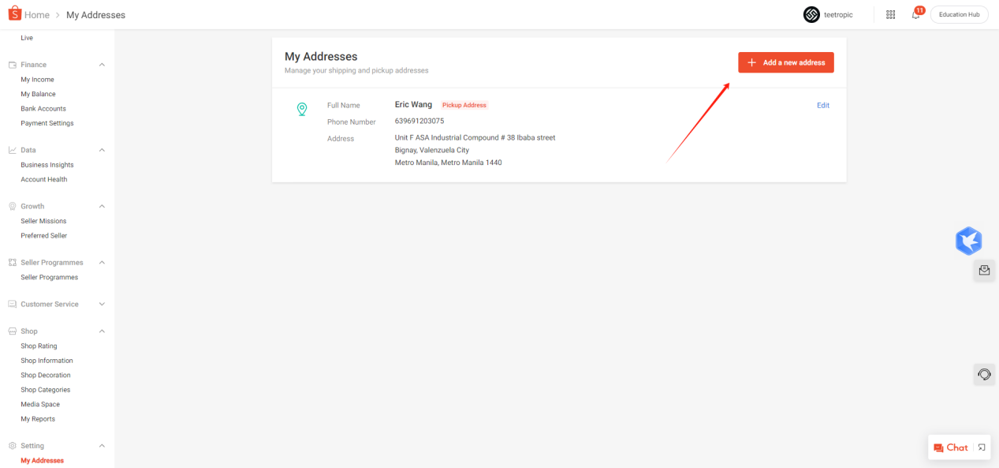 Home > My Addresses
teetropic
11
Education Hub
Live
Finance
My Income
My Balance
Bank Accounts
Payment Settings
Data
Business Insights
Account Health
Growth
Seller Missions
Preferred Seller
Seller Programmes
Seller Programmes
Customer Service
Shop
Shop Rating
Shop Information
Shop Decoration
Shop Categories
Media Space
My Reports
Setting
My Addresses
My Addresses
Manage your shipping and pickup addresses
+ Add a new address
Full Name Eric Wang Pickup Address Edit
Phone Number 639691203075
Address Unit F ASA Industrial Compound # 38 Ibaba street
Bignay, Valenzuela City
Metro Manila, Metro Manila 1440
Chat